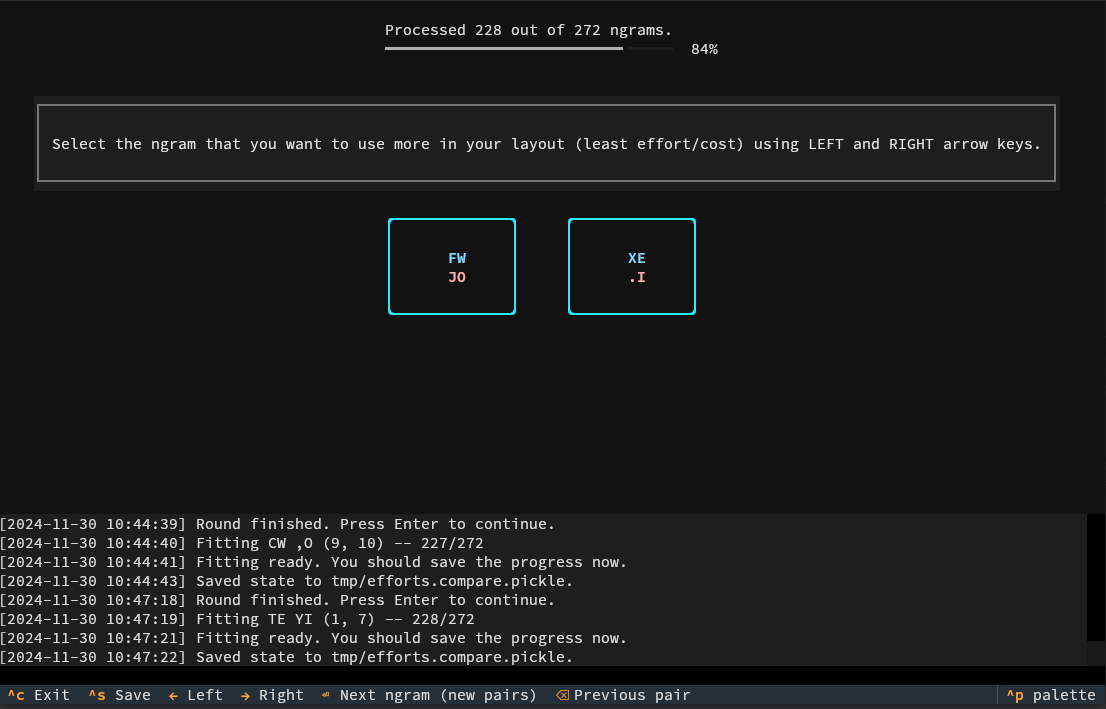 Processed 228 out of 272 ngrams.
84%
Select the ngram that you want to use more in your layout (least effort/cost) using LEFT and RIGHT arrow keys.
FW XE
JO .I
[2024-11-30 10:44:39] Round finished. Press Enter to continue.
[2024-11-30 10:44:40] Fitting CW ,O (9, 10) -- 227/272
[2024-11-30 10:44:41] Fitting ready. You should save the progress now.
[2024-11-30 10:44:43] Saved state to tmp/efforts.compare.pickle.
[2024-11-30 10:47:18] Round finished. Press Enter to continue.
[2024-11-30 10:47:19] Fitting TE YI (1, 7) -- 228/272
[2024-11-30 10:47:21] Fitting ready. You should save the progress now.
[2024-11-30 10:47:22] Saved state to tmp/efforts.compare.pickle.
^c Exit ^s Save ← Left → Right ⏎ Next ngram (new pairs) ⌫ Previous pair ^p palette